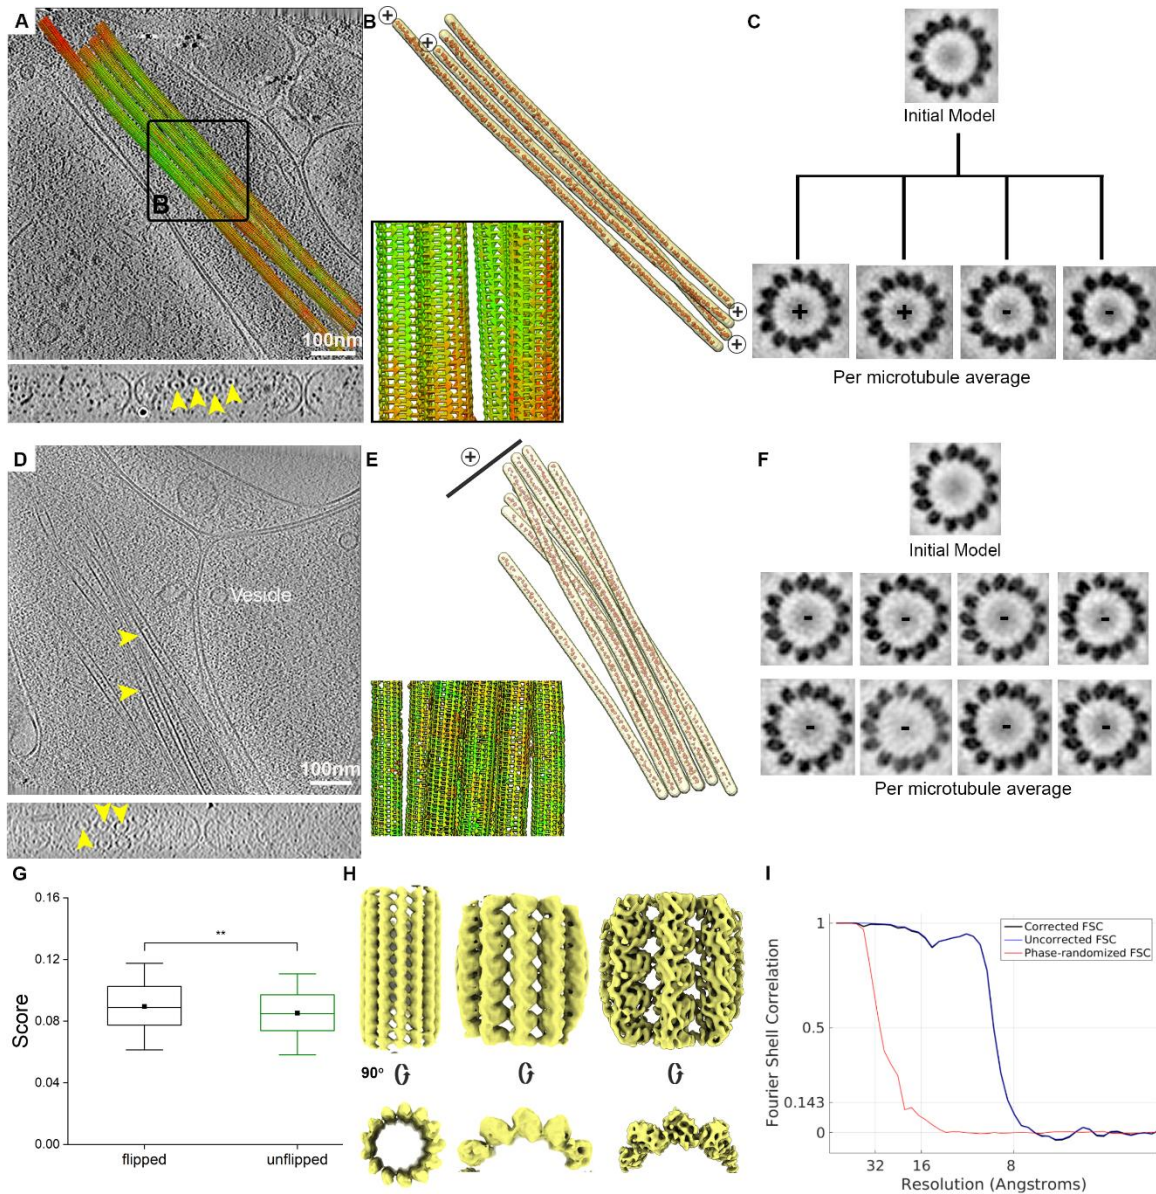 A
B
100nm
B
+
+
+
+
C
Initial Model
+
+
-
-
Per microtubule average
D
Vesicle
100nm
E
+
F
Initial Model
-
-
-
-
-
-
-
-
Per microtubule average
G
0.16
0.12
0.08
0.04
0.00
Score
**
flipped
unflipped
H
90°
I
1
0.5
0.143
0
Fourier Shell Correlation
Corrected FSC
Uncorrected FSC
Phase-randomized FSC
32
16
8
Resolution (Angstroms)